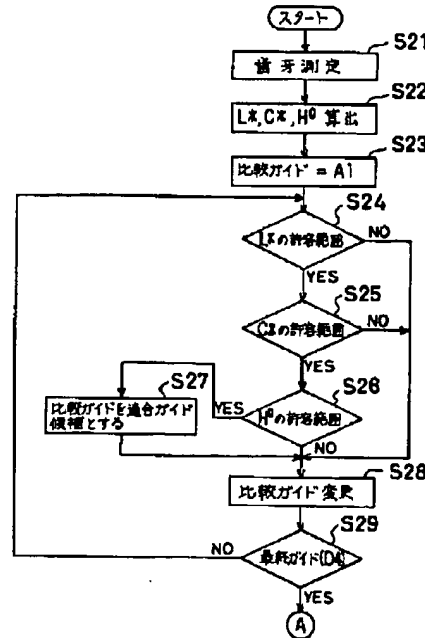 スタート
S21
歯牙測定
S22
L*, C*, H° 算出
S23
比較ガイド = A1
S24
L*の許容範囲
NO
YES
S25
C*の許容範囲
NO
YES
S26
H°の許容範囲
YES
NO
S27
比較ガイドを適合ガイド
候補とする
S28
比較ガイド変更
S29
最終ガイド(D4)
NO
YES
A